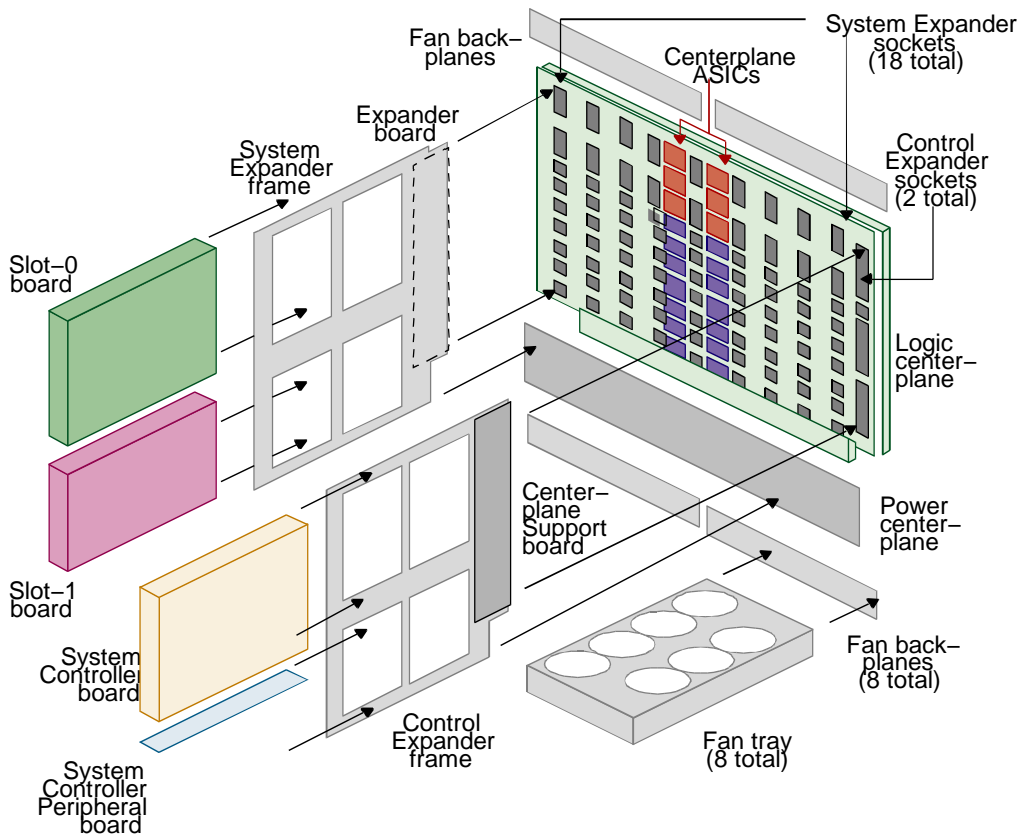 Fan back–
planes
System Expander
sockets
(18 total)
Centerplane
ASICs
Expander
board
Control
Expander
sockets
(2 total)
System
Expander
frame
Slot–0
board
Logic
center–
plane
Center–
plane
Support
board
Power
center–
plane
Slot–1
board
System
Controller
board
Fan back–
planes
(8 total)
Control
Expander
frame
Fan tray
(8 total)
System
Controller
Peripheral
board